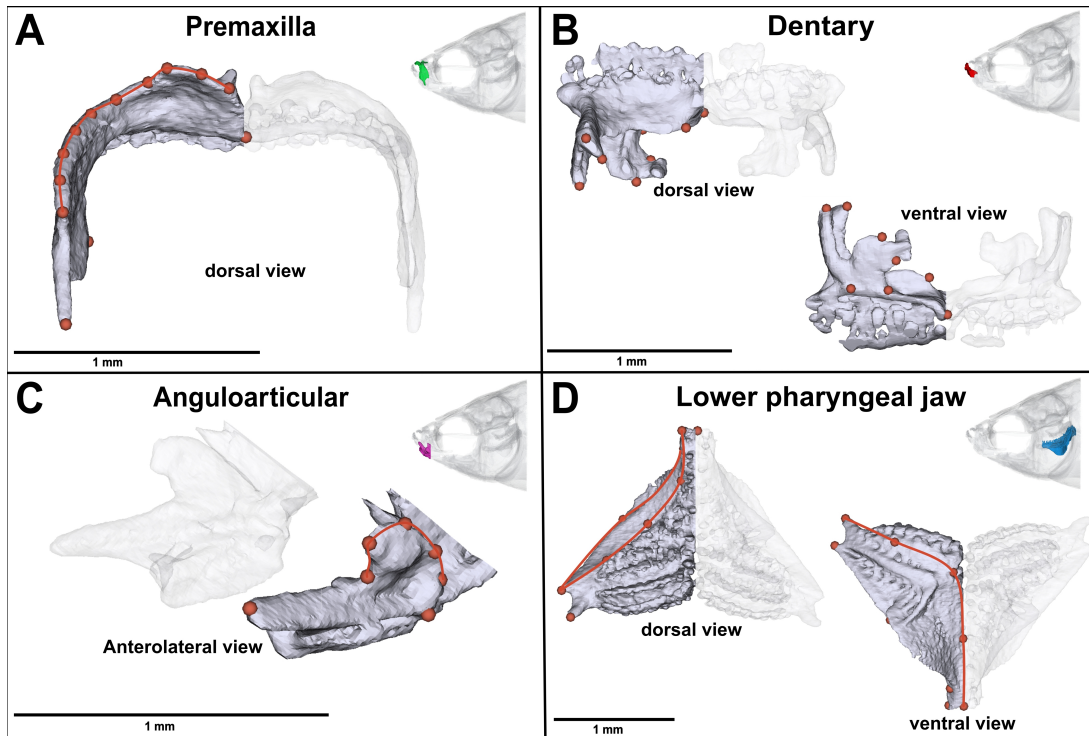 A
Premaxilla
dorsal view
1 mm
B
Dentary
dorsal view
ventral view
1 mm
C
Anguloarticular
Anterolateral view
1 mm
D
Lower pharyngeal jaw
dorsal view
ventral view
1 mm